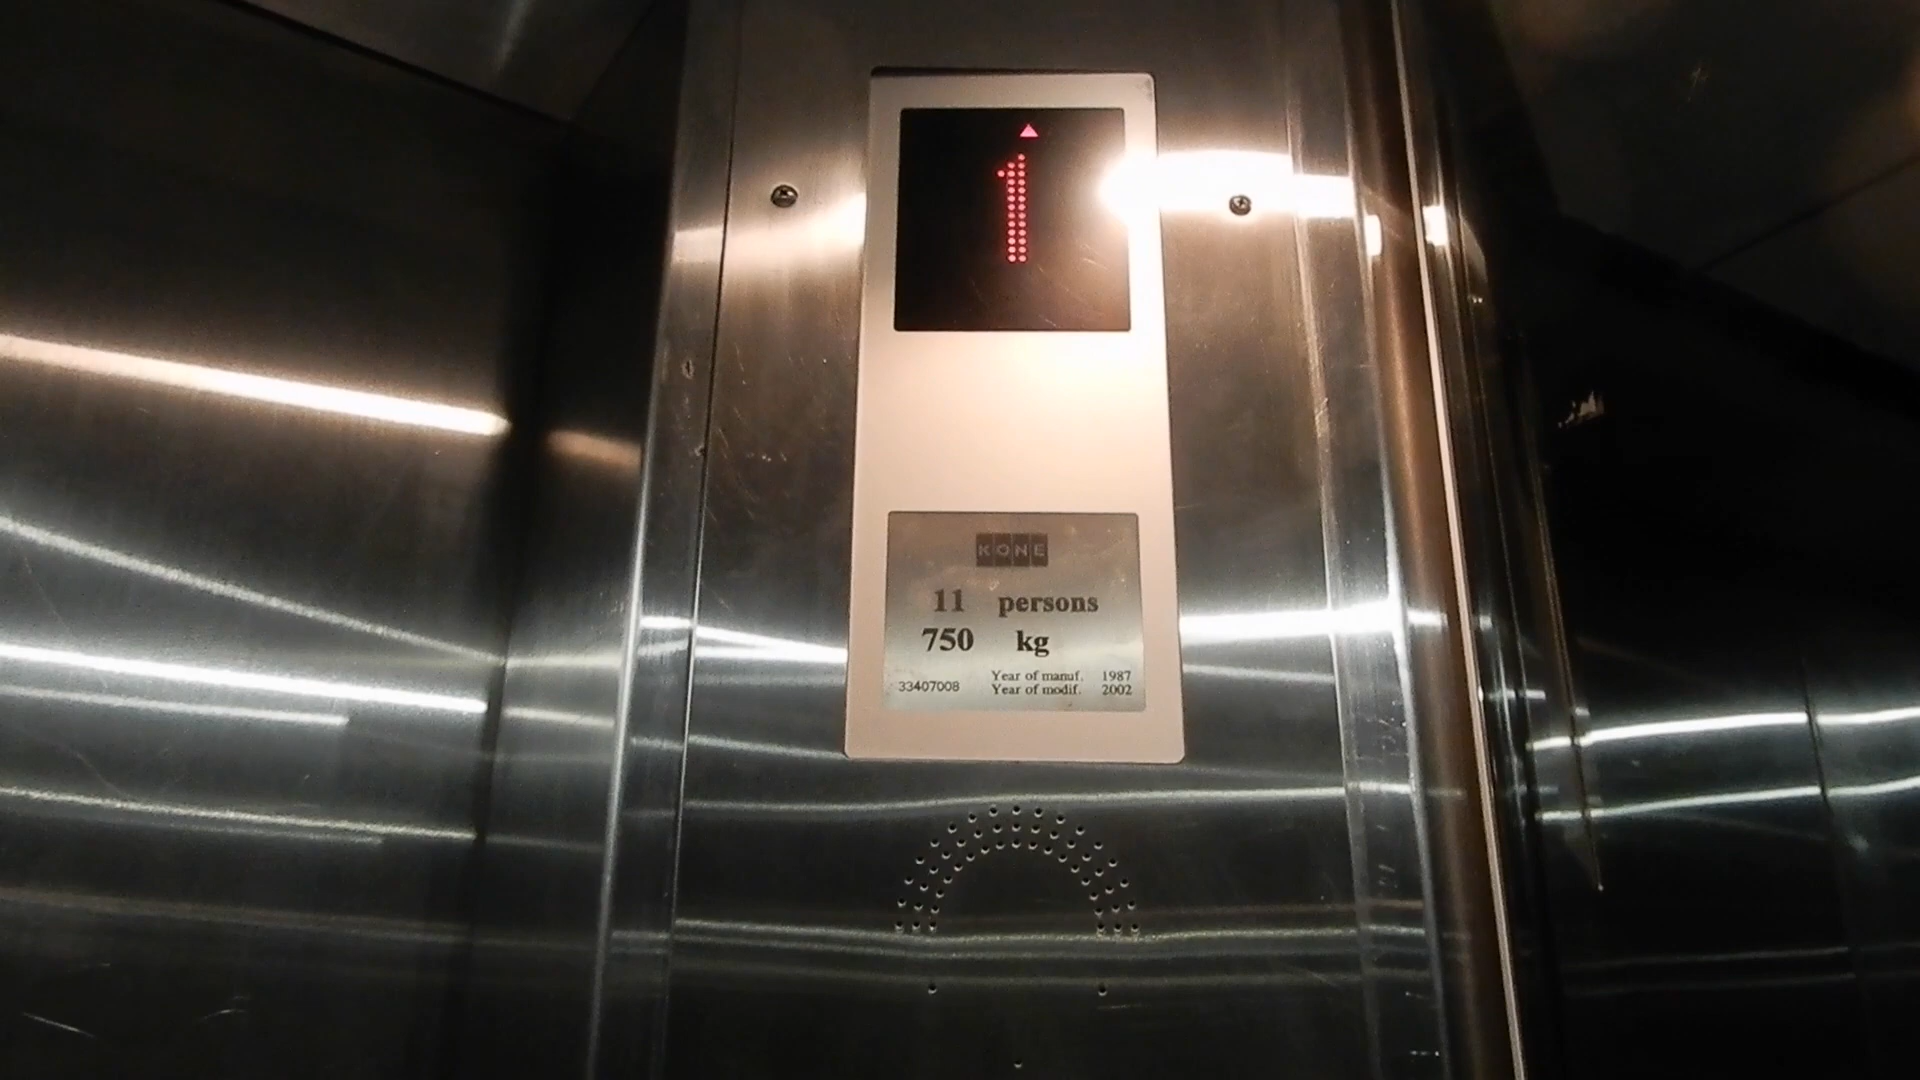 1
KONE
11 persons
750 kg
Year of manuf. 1987
33407008 Year of modif. 2002